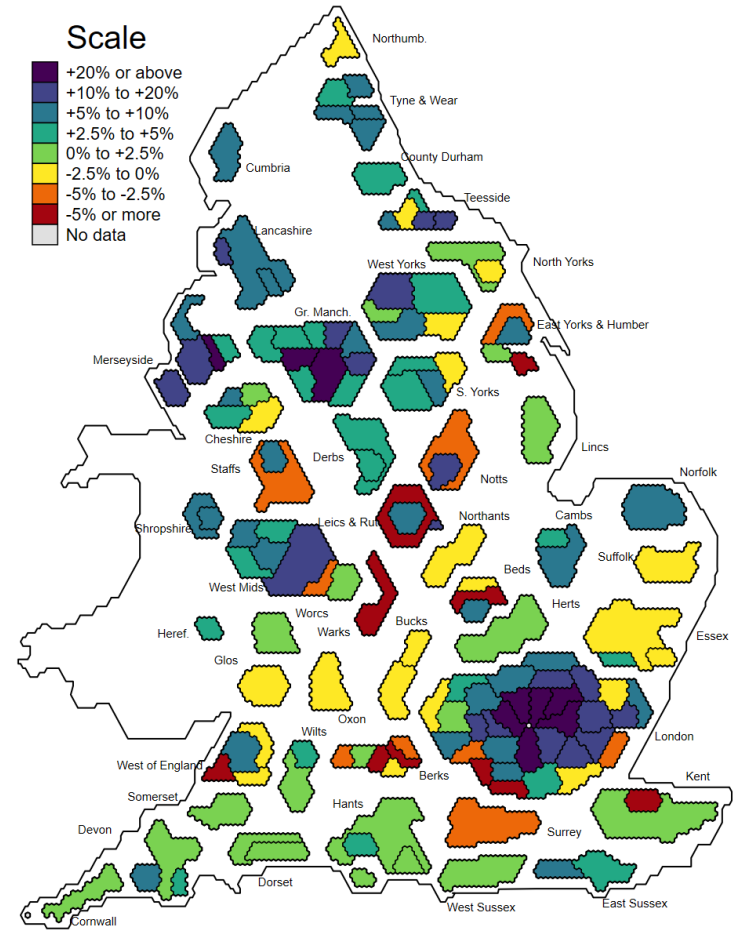 Scale
+20% or above
+10% to +20%
+5% to +10%
+2.5% to +5%
0% to +2.5%
-2.5% to 0%
-5% to -2.5%
-5% or more
No data
Northumb.
Tyne & Wear
County Durham
Cumbria
Teesside
Lancashire
West Yorks
North Yorks
Gr. Manch.
East Yorks & Humber
Merseyside
S. Yorks
Cheshire
Staffs
Derbs
Notts
Lincs
Norfolk
Shropshire
Leics & Rut
Northants
Cambs
Suffolk
West Mids
Beds
Herts
Worcs
Warks
Bucks
Heref.
Essex
Glos
Oxon
Wilts
London
West of England
Berks
Kent
Somerset
Hants
Devon
Surrey
Dorset
West Sussex
East Sussex
Cornwall